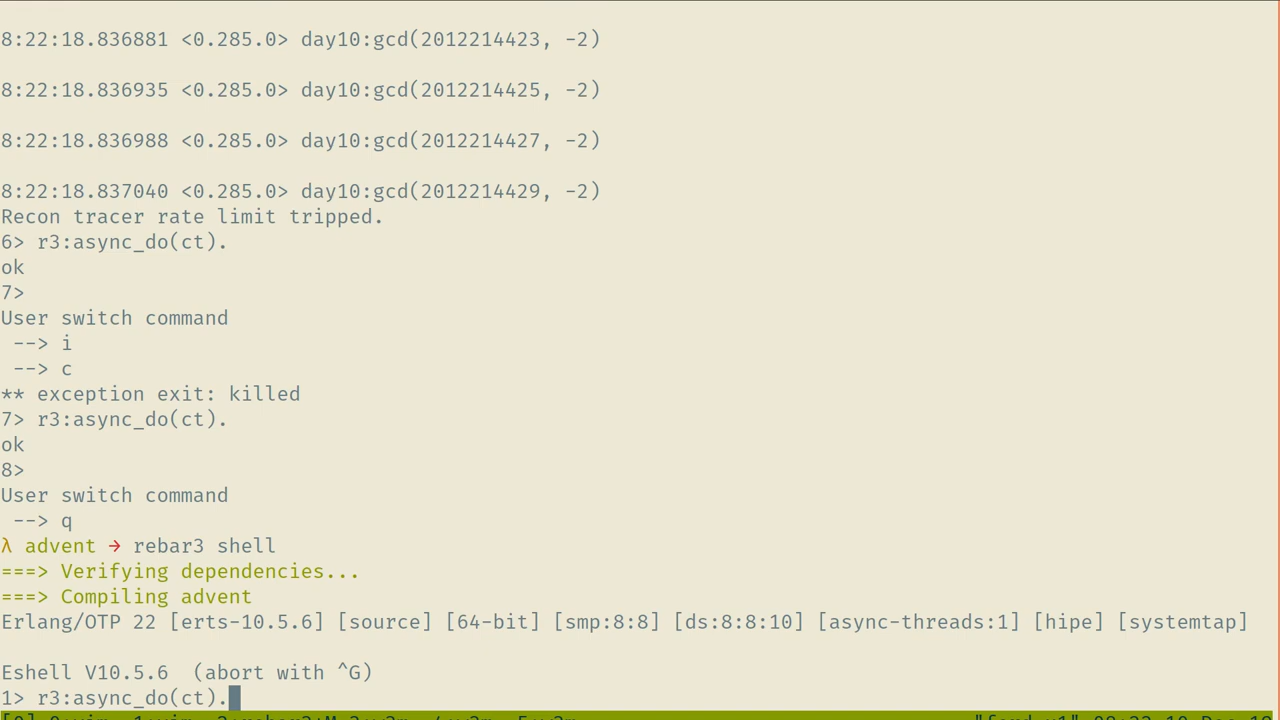 8:22:18.836881 <0.285.0> day10:gcd(2012214423, -2)
8:22:18.836935 <0.285.0> day10:gcd(2012214425, -2)
8:22:18.836988 <0.285.0> day10:gcd(2012214427, -2)
8:22:18.837040 <0.285.0> day10:gcd(2012214429, -2)
Recon tracer rate limit tripped.
6> r3:async_do(ct).
ok
7>
User switch command
 --> i
 --> c
** exception exit: killed
7> r3:async_do(ct).
ok
8>
User switch command
 --> q
λ advent → rebar3 shell
===> Verifying dependencies...
===> Compiling advent
Erlang/OTP 22 [erts-10.5.6] [source] [64-bit] [smp:8:8] [ds:8:8:10] [async-threads:1] [hipe] [systemtap]
Eshell V10.5.6  (abort with ^G)
1> r3:async_do(ct).